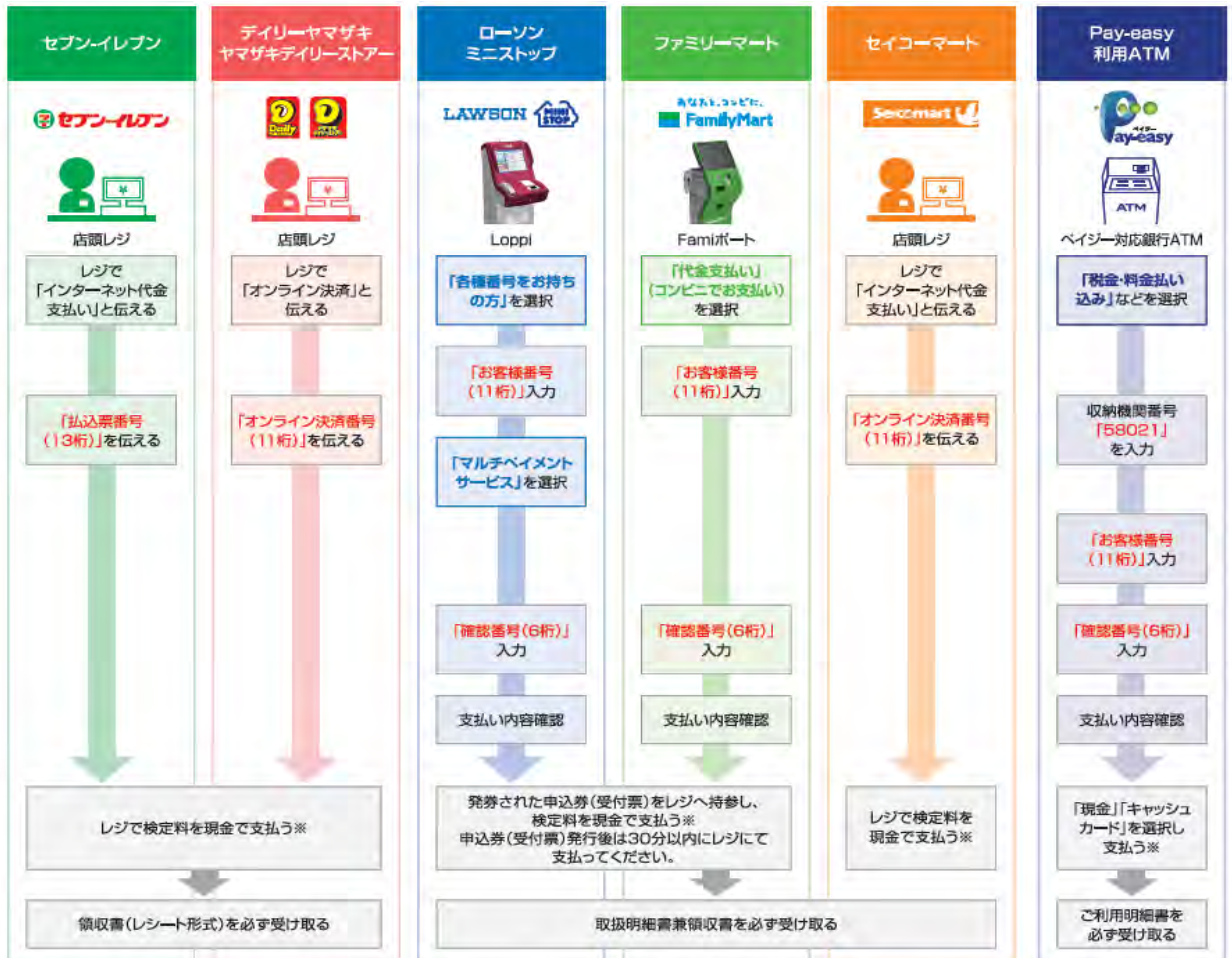 セブン-イレブン
セブン-イレブン
店頭レジ
レジで
「インターネット代金
支払い」と伝える
「払込票番号
(13桁)」を伝える
デイリーヤマザキ
ヤマザキデイリーストアー
Daily
店頭レジ
レジで
「オンライン決済」と
伝える
「オンライン決済番号
(11桁)」を伝える
レジで検定料を現金で支払う※
領収書(レシート形式)を必ず受け取る
ローソン
ミニストップ
LAWSON
MINI
STOP
Loppi
「各種番号をお持ち
の方」を選択
「お客様番号
(11桁)」入力
「マルチペイメント
サービス」を選択
「確認番号(6桁)」
入力
支払い内容確認
ファミリーマート
あなたと、コンビに、
FamilyMart
Famiポート
「代金支払い」
(コンビニでお支払い)
を選択
「お客様番号
(11桁)」入力
「確認番号(6桁)」
入力
支払い内容確認
発券された申込券(受付票)をレジへ持参し、
検定料を現金で支払う※
申込券(受付票)発行後は30分以内にレジにて
支払ってください。
セイコーマート
Seicomart
店頭レジ
レジで
「インターネット代金
支払い」と伝える
「オンライン決済番号
(11桁)」を伝える
レジで検定料を
現金で支払う※
取扱明細書兼領収書を必ず受け取る
Pay-easy
利用ATM
ペイジー
Pay-easy
ATM
ペイジー対応銀行ATM
「税金・料金払い
込み」などを選択
収納機関番号
「58021」
を入力
「お客様番号
(11桁)」入力
「確認番号(6桁)」
入力
支払い内容確認
「現金」「キャッシュ
カード」を選択し
支払う※
ご利用明細書を
必ず受け取る